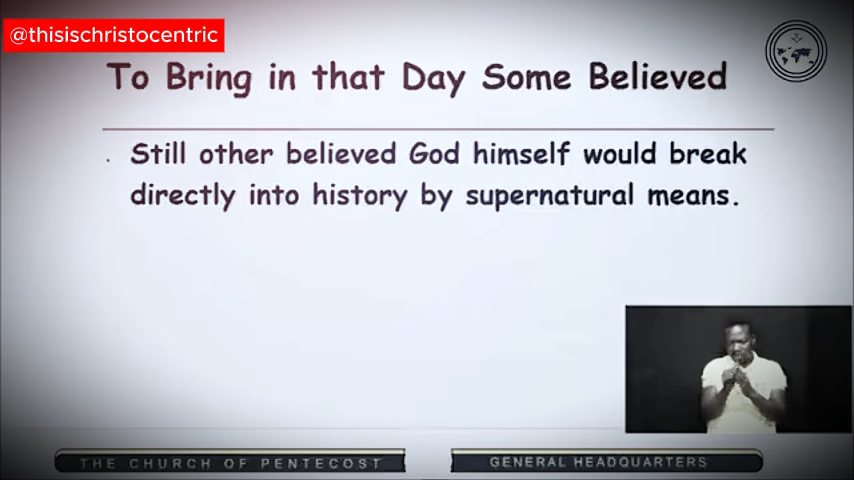 @thisischristocentric
To Bring in that Day Some Believed
Still other believed God himself would break
directly into history by supernatural means.
THE CHURCH OF PENTECOST
GENERAL HEADQUARTERS